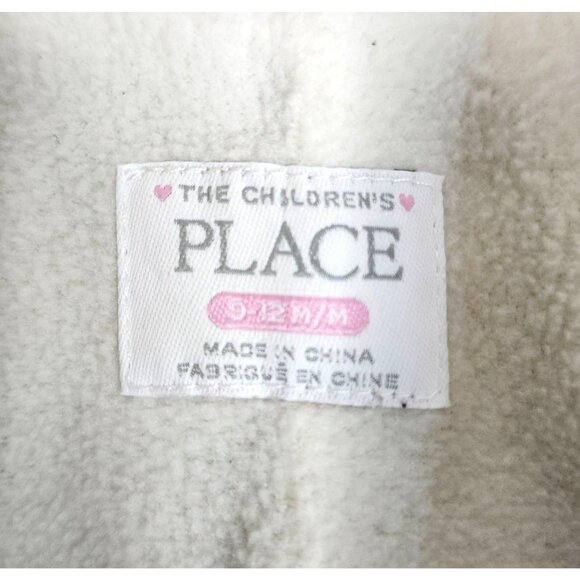 THE CHILDREN'S
PLACE
9-12 M/M
MADE IN CHINA
FABRIQUÉ EN CHINE